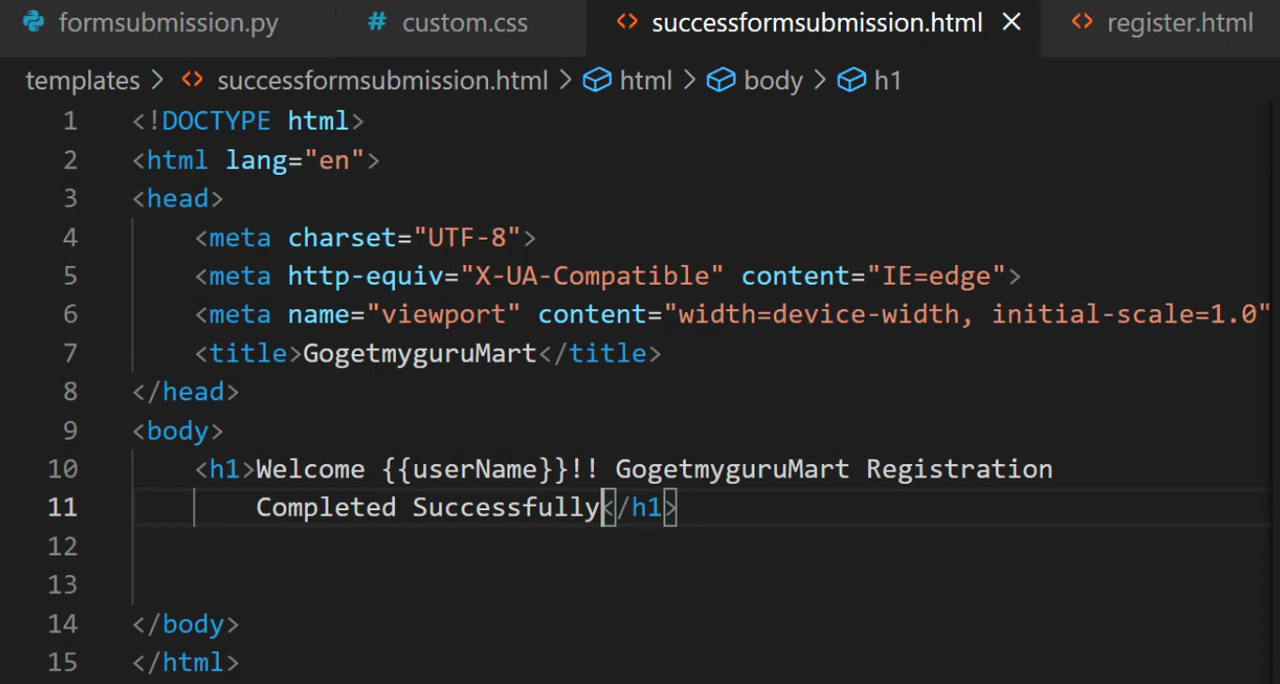 formsubmission.py # custom.css <> successformsubmission.html × <> register.html
templates > <> successformsubmission.html > html > body > h1
1 <!DOCTYPE html>
2 <html lang="en">
3 <head>
4 <meta charset="UTF-8">
5 <meta http-equiv="X-UA-Compatible" content="IE=edge">
6 <meta name="viewport" content="width=device-width, initial-scale=1.0"
7 <title>GogetmyguruMart</title>
8 </head>
9 <body>
10 <h1>Welcome {{userName}}!! GogetmyguruMart Registration
11 Completed Successfully</h1>
12
13
14 </body>
15 </html>